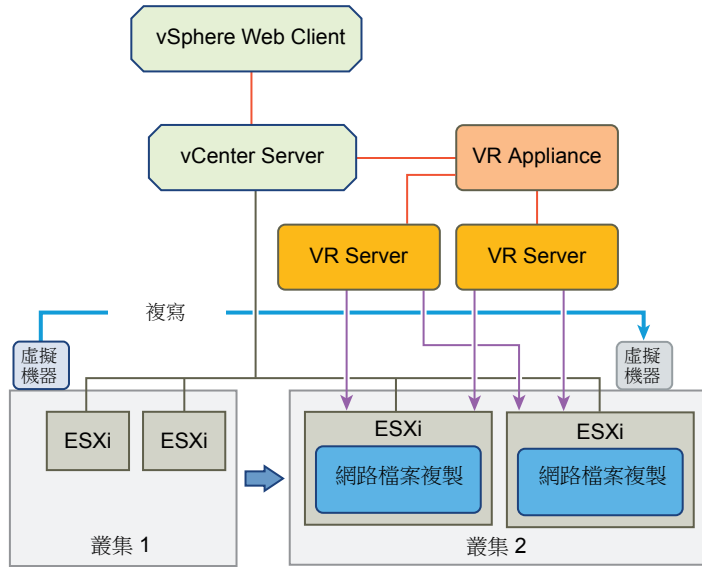 vSphere Web Client
vCenter Server
VR Appliance
VR Server
VR Server
複寫
虛擬
機器
虛擬
機器
ESXi
ESXi
ESXi
ESXi
網路檔案複製
網路檔案複製
叢集 1
叢集 2